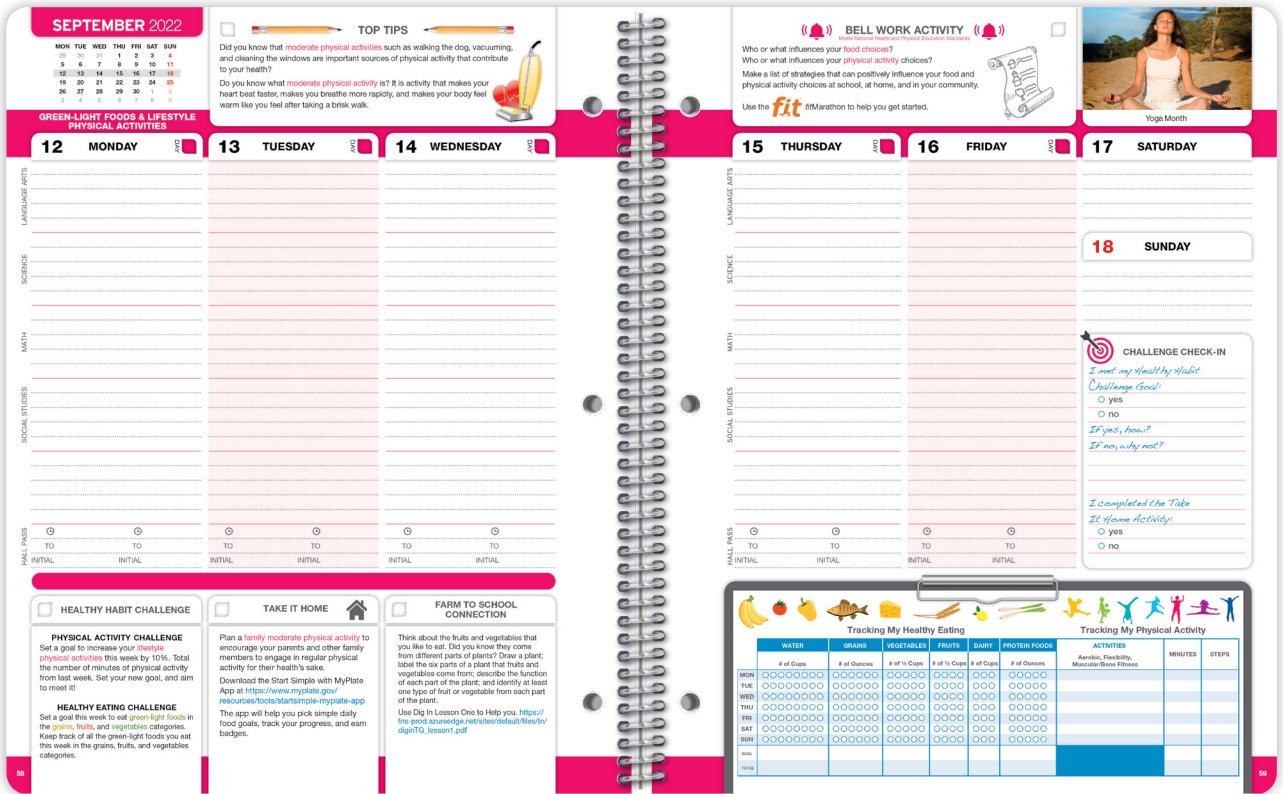 SEPTEMBER 2022
MON TUE WED THU FRI SAT SUN
29 30 31 1 2 3 4
5 6 7 8 9 10 11
12 13 14 15 16 17 18
19 20 21 22 23 24 25
26 27 28 29 30 1 2
3 4 5 6 7 8 9
GREEN-LIGHT FOODS & LIFESTYLE
PHYSICAL ACTIVITIES
TOP TIPS
Did you know that moderate physical activities such as walking the dog, vacuuming,
and cleaning the windows are important sources of physical activity that contribute
to your health?
Do you know what moderate physical activity is? It is activity that makes your
heart beat faster, makes you breathe more rapidly, and makes your body feel
warm like you feel after taking a brisk walk.
12 MONDAY DAY
13 TUESDAY DAY
14 WEDNESDAY DAY
LANGUAGE ARTS
SCIENCE
MATH
SOCIAL STUDIES
HALL PASS
TO TO TO TO TO TO
INITIAL INITIAL INITIAL INITIAL INITIAL INITIAL
HEALTHY HABIT CHALLENGE
PHYSICAL ACTIVITY CHALLENGE
Set a goal to increase your lifestyle
physical activities this week by 10%. Total
the number of minutes of physical activity
from last week. Set your new goal, and aim
to meet it!
HEALTHY EATING CHALLENGE
Set a goal this week to eat green-light foods in
the grains, fruits, and vegetables categories.
Keep track of all the green-light foods you eat
this week in the grains, fruits, and vegetables
categories.
TAKE IT HOME
Plan a family moderate physical activity to
encourage your parents and other family
members to engage in regular physical
activity for their health's sake.
Download the Start Simple with MyPlate
App at https://www.myplate.gov/
resources/tools/startsimple-myplate-app
The app will help you pick simple daily
food goals, track your progress, and earn
badges.
FARM TO SCHOOL
CONNECTION
Think about the fruits and vegetables that
you like to eat. Did you know they come
from different parts of plants? Draw a plant;
label the six parts of a plant that fruits and
vegetables come from; describe the function
of each part of the plant; and identify at least
one type of fruit or vegetable from each part
of the plant.
Use Dig In Lesson One to Help you. https://
fns-prod.azureedge.net/sites/default/files/tn/
diginTG_lesson1.pdf
58
BELL WORK ACTIVITY
Meets National Health and Physical Education Standards
Who or what influences your food choices?
Who or what influences your physical activity choices?
Make a list of strategies that can positively influence your food and
physical activity choices at school, at home, and in your community.
Use the fit fitMarathon to help you get started.
Yoga Month
15 THURSDAY DAY
16 FRIDAY DAY
17 SATURDAY
18 SUNDAY
LANGUAGE ARTS
SCIENCE
MATH
SOCIAL STUDIES
HALL PASS
TO TO TO TO
INITIAL INITIAL INITIAL INITIAL
CHALLENGE CHECK-IN
I met my Healthy Habit
Challenge Goal:
yes
no
If yes, how?
If no, why not?
I completed the Take
It Home Activity:
yes
no
Tracking My Healthy Eating
Tracking My Physical Activity
WATER GRAINS VEGETABLES FRUITS DAIRY PROTEIN FOODS ACTIVITIES MINUTES STEPS
# of Cups # of Ounces # of ½ Cups # of ½ Cups # of Cups # of Ounces Aerobic, Flexibility,
Muscular/Bone Fitness
MON
TUE
WED
THU
FRI
SAT
SUN
GOAL
TOTAL
59